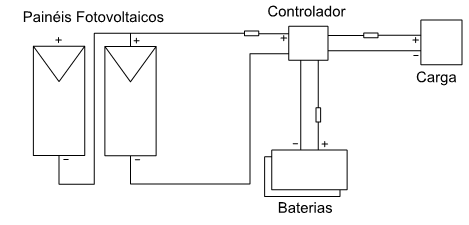 Painéis Fotovoltaicos
Controlador
+
+
+
+
−
Carga
−
−
−
+
Baterias